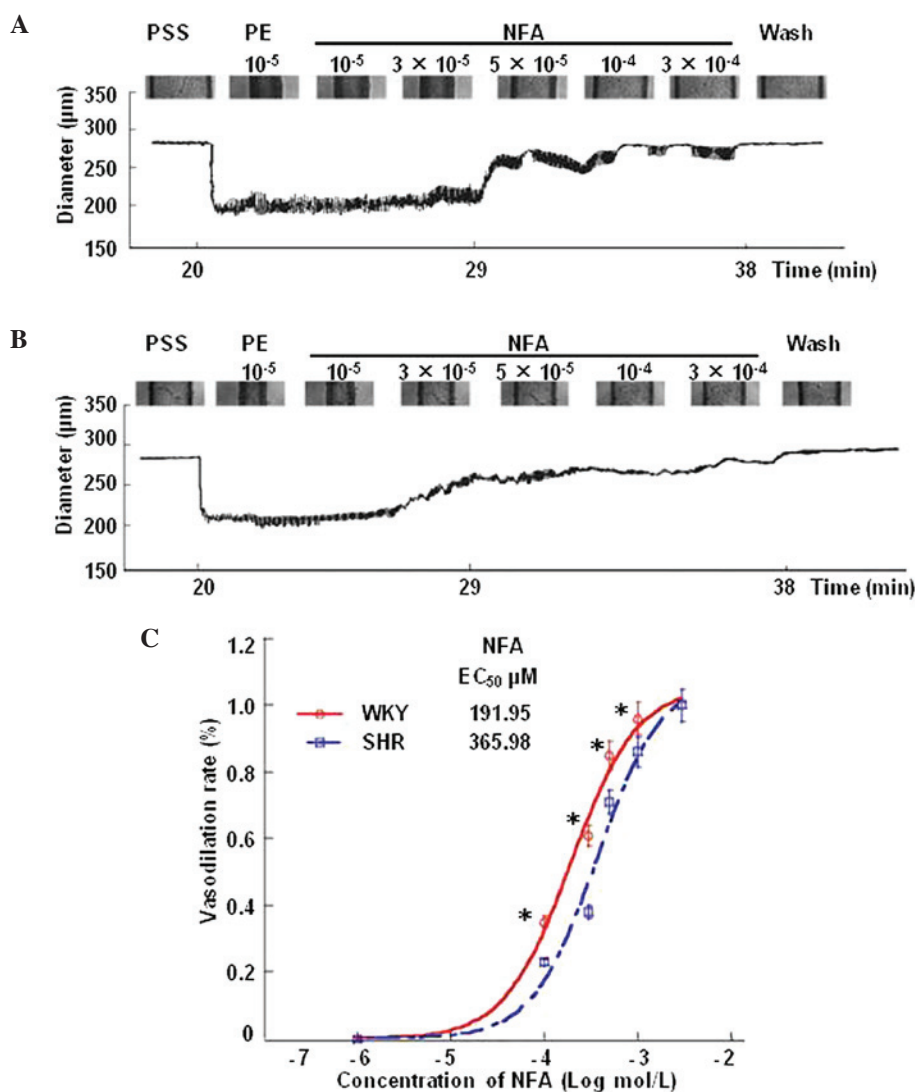 A
PSS PE NFA Wash
10-5 10-5 3 × 10-5 5 × 10-5 10-4 3 × 10-4
350
300
250
200
150
Diameter (µm)
20 29 38 Time (min)
B
PSS PE NFA Wash
10-5 10-5 3 × 10-5 5 × 10-5 10-4 3 × 10-4
350
300
250
200
150
Diameter (µm)
20 29 38 Time (min)
C
NFA
EC50 µM
WKY 191.95
SHR 365.98
* * * *
1.2
1.0
0.8
0.6
0.4
0.2
0
Vasodilation rate (%)
-7 -6 -5 -4 -3 -2
Concentration of NFA (Log mol/L)